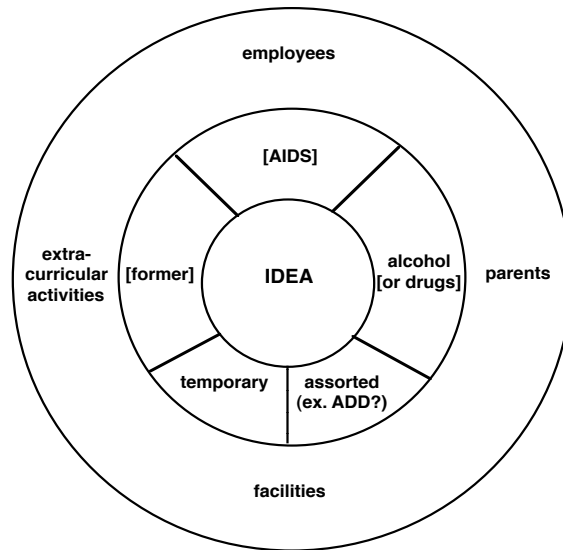 employees
[AIDS]
extra-
curricular
activities
[former]
IDEA
alcohol
[or drugs]
parents
temporary
assorted
(ex. ADD?)
facilities